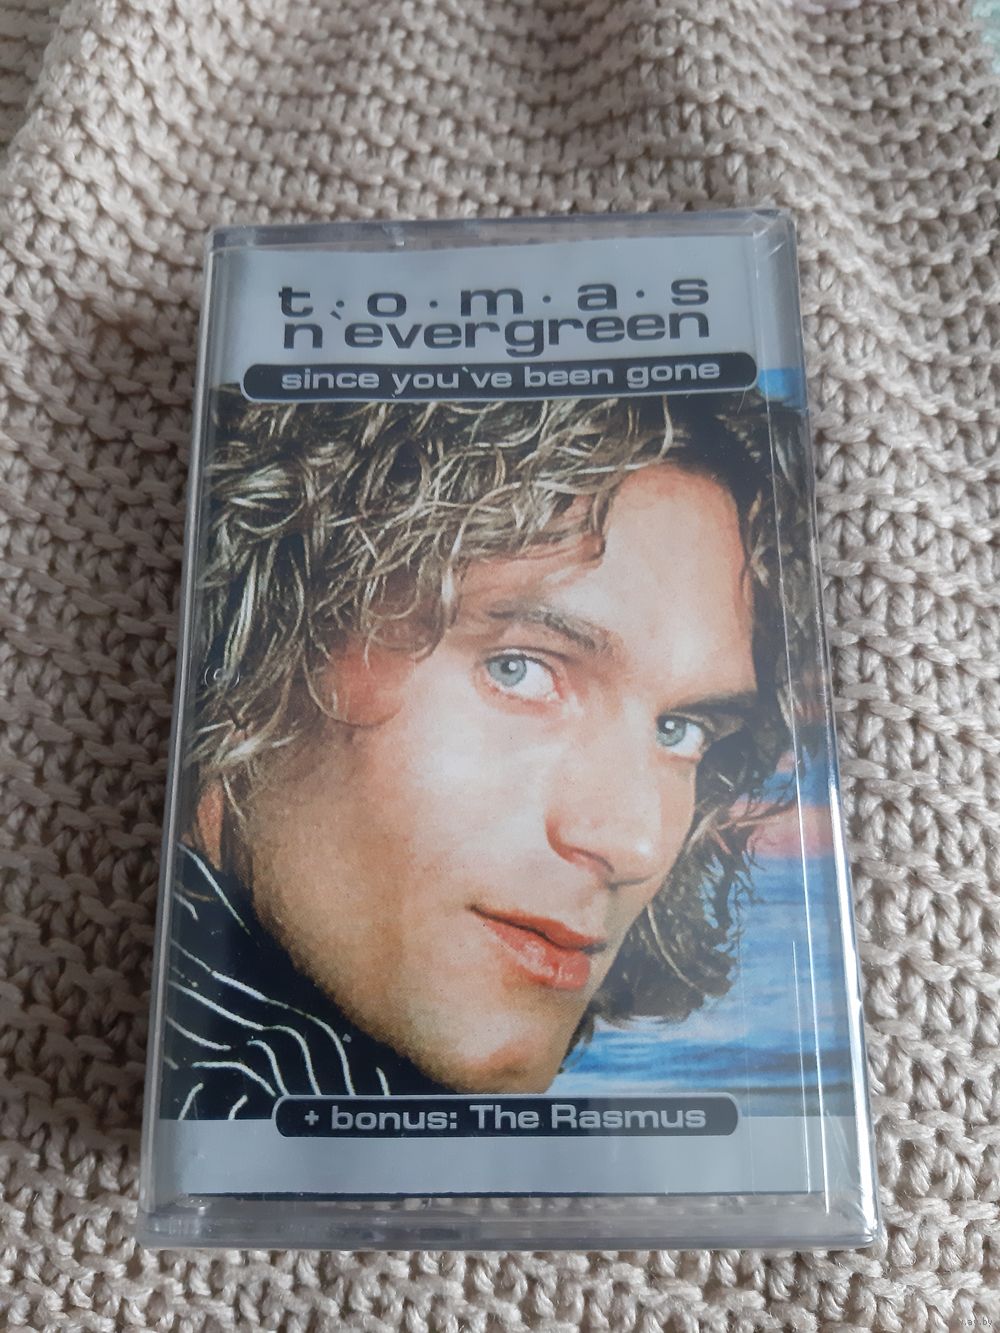 t·o·m·a·s
n`evergreen
since you`ve been gone
+ bonus: The Rasmus